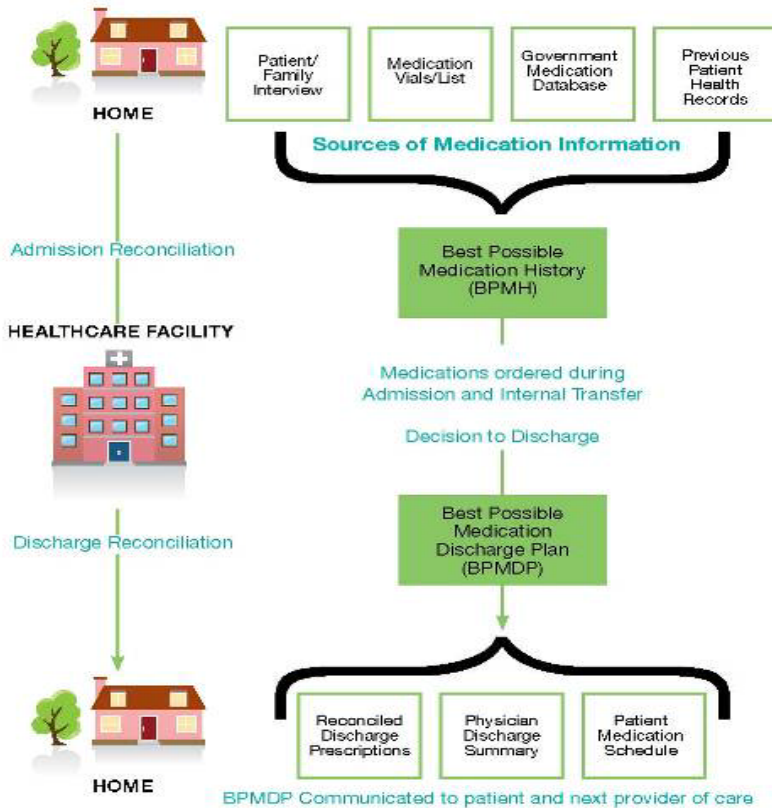 Patient/
Family
Interview
Medication
Vials/List
Government
Medication
Database
Previous
Patient
Health
Records
HOME
Sources of Medication Information
Admission Reconciliation
Best Possible
Medication History
(BPMH)
HEALTHCARE FACILITY
Medications ordered during
Admission and Internal Transfer
Decision to Discharge
Best Possible
Medication
Discharge Plan
(BPMDP)
Discharge Reconciliation
Reconciled
Discharge
Prescriptions
Physician
Discharge
Summary
Patient
Medication
Schedule
HOME
BPMDP Communicated to patient and next provider of care